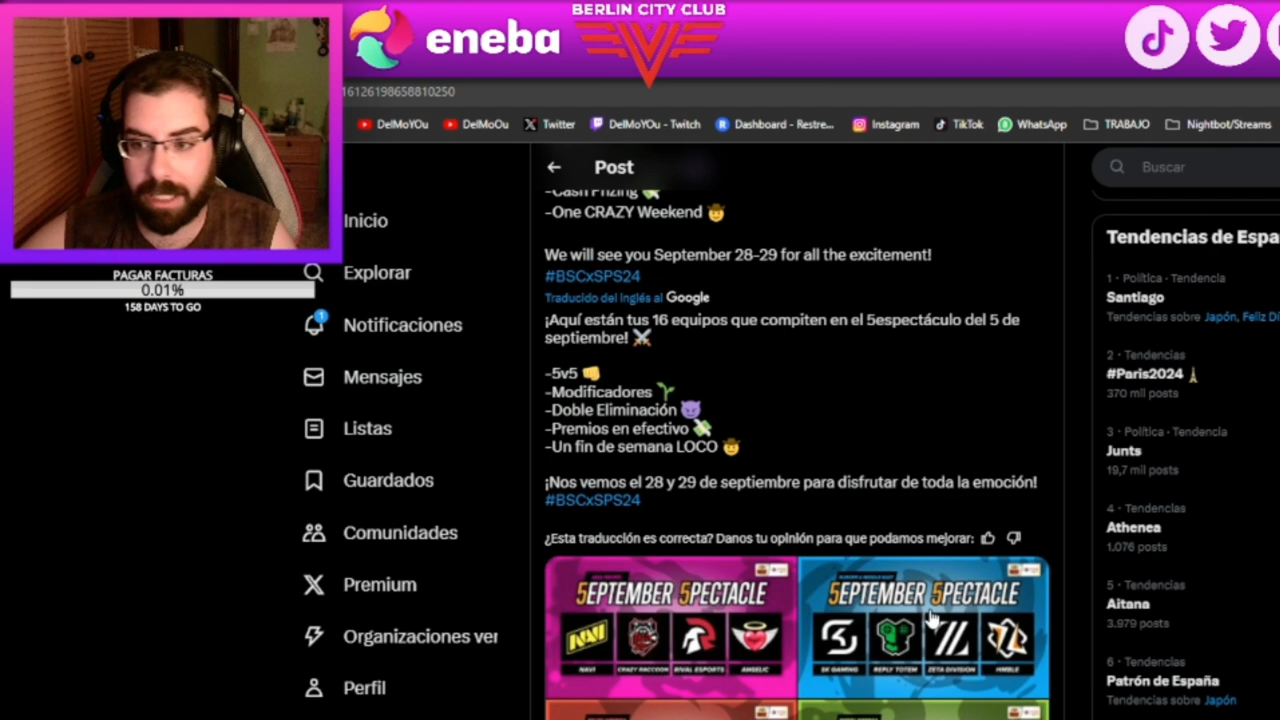 BERLIN CITY CLUB
eneba
16126198658810250
DelMoYOu
DelMoOu
Twitter
DelMoYOu - Twitch
Dashboard - Restre...
Instagram
TikTok
WhatsApp
TRABAJO
Nightbot/Streams
PAGAR FACTURAS
0.01%
158 DAYS TO GO
Inicio
Explorar
1
Notificaciones
Mensajes
Listas
Guardados
Comunidades
Premium
Organizaciones ver
Perfil
Post
-Cash Prizing
-One CRAZY Weekend
We will see you September 28-29 for all the excitement!
#BSCxSPS24
Traducido del inglés al Google
¡Aquí están tus 16 equipos que compiten en el 5espectáculo del 5 de
septiembre!
-5v5
-Modificadores
-Doble Eliminación
-Premios en efectivo
-Un fin de semana LOCO
¡Nos vemos el 28 y 29 de septiembre para disfrutar de toda la emoción!
#BSCxSPS24
¿Esta traducción es correcta? Danos tu opinión para que podamos mejorar:
5EPTEMBER 5PECTACLE
NAVI
NAVI
CRAZY RACCOON
RIVAL ESPORTS
ANGELIC
5EPTEMBER 5PECTACLE
SK GAMING
REPLY TOTEM
ZETA DIVISION
HMBLE
Buscar
Tendencias de Espa
1 · Política · Tendencia
Santiago
Tendencias sobre Japón, Feliz Dí
2 · Tendencias
#Paris2024
370 mil posts
3 · Política · Tendencia
Junts
19,7 mil posts
4 · Tendencias
Athenea
1.076 posts
5 · Tendencias
Aitana
3.979 posts
6 · Tendencias
Patrón de España
Tendencias sobre Japón